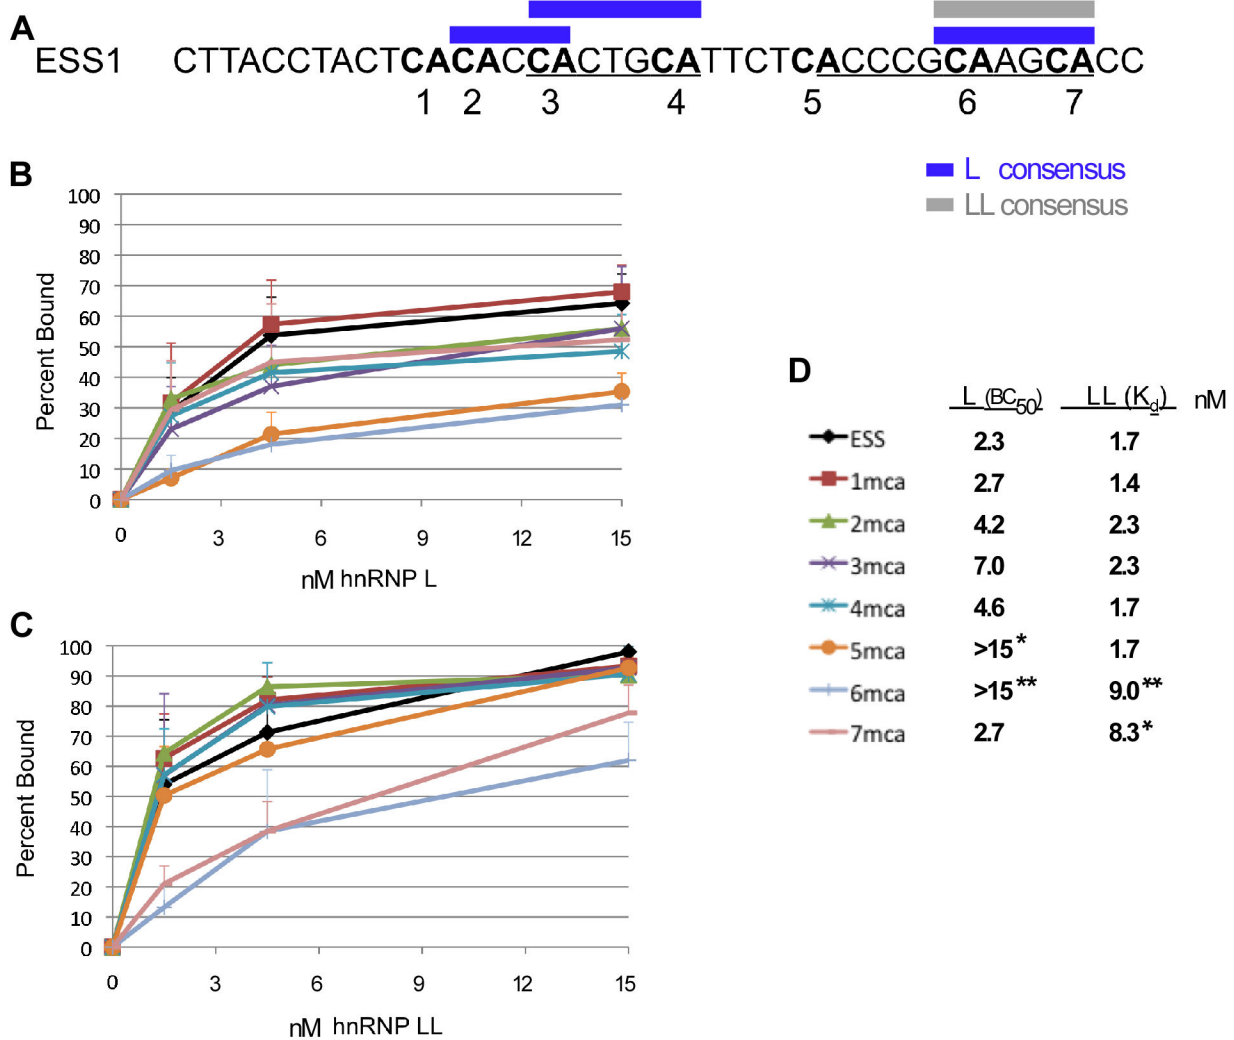 A
ESS1 CTTACCTACTCACACCACTGCATTCTCACCCGCAAGCACC
1 2 3 4 5 6 7
L consensus
LL consensus
B
100
90
80
70
60
50
40
30
20
10
0
Percent Bound
0 3 6 9 12 15
nM hnRNP L
C
100
90
80
70
60
50
40
30
20
10
0
Percent Bound
0 3 6 9 12 15
nM hnRNP LL
D
L (BC50) LL (Kd) nM
ESS 2.3 1.7
1mca 2.7 1.4
2mca 4.2 2.3
3mca 7.0 2.3
4mca 4.6 1.7
5mca >15* 1.7
6mca >15** 9.0**
7mca 2.7 8.3*